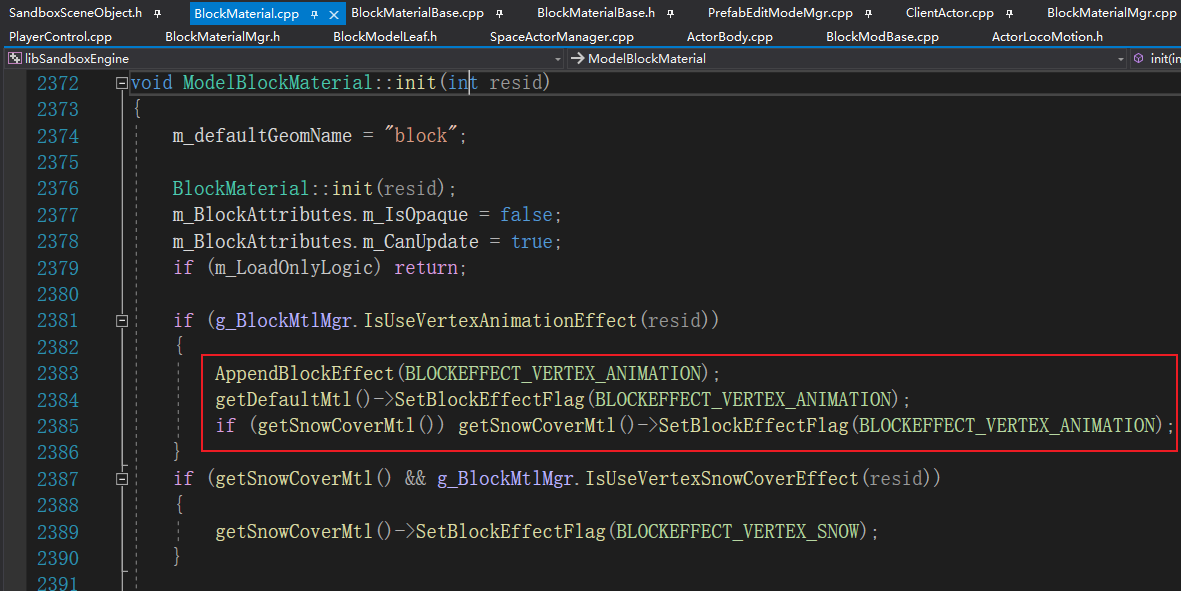 SandboxSceneObject.h BlockMaterial.cpp BlockMaterialBase.cpp BlockMaterialBase.h PrefabEditModeMgr.cpp ClientActor.cpp BlockMaterialMgr.cpp
PlayerControl.cpp BlockMaterialMgr.h BlockModelLeaf.h SpaceActorManager.cpp ActorBody.cpp BlockModBase.cpp ActorLocoMotion.h
libSandboxEngine ModelBlockMaterial init(in
2372 void ModelBlockMaterial::init(int resid)
2373 {
2374 m_defaultGeomName = "block";
2375
2376 BlockMaterial::init(resid);
2377 m_BlockAttributes.m_IsOpaque = false;
2378 m_BlockAttributes.m_CanUpdate = true;
2379 if (m_LoadOnlyLogic) return;
2380
2381 if (g_BlockMtlMgr.IsUseVertexAnimationEffect(resid))
2382 {
2383 AppendBlockEffect(BLOCKEFFECT_VERTEX_ANIMATION);
2384 getDefaultMtl()->SetBlockEffectFlag(BLOCKEFFECT_VERTEX_ANIMATION);
2385 if (getSnowCoverMtl()) getSnowCoverMtl()->SetBlockEffectFlag(BLOCKEFFECT_VERTEX_ANIMATION);
2386 }
2387 if (getSnowCoverMtl() && g_BlockMtlMgr.IsUseVertexSnowCoverEffect(resid))
2388 {
2389 getSnowCoverMtl()->SetBlockEffectFlag(BLOCKEFFECT_VERTEX_SNOW);
2390 }
2391